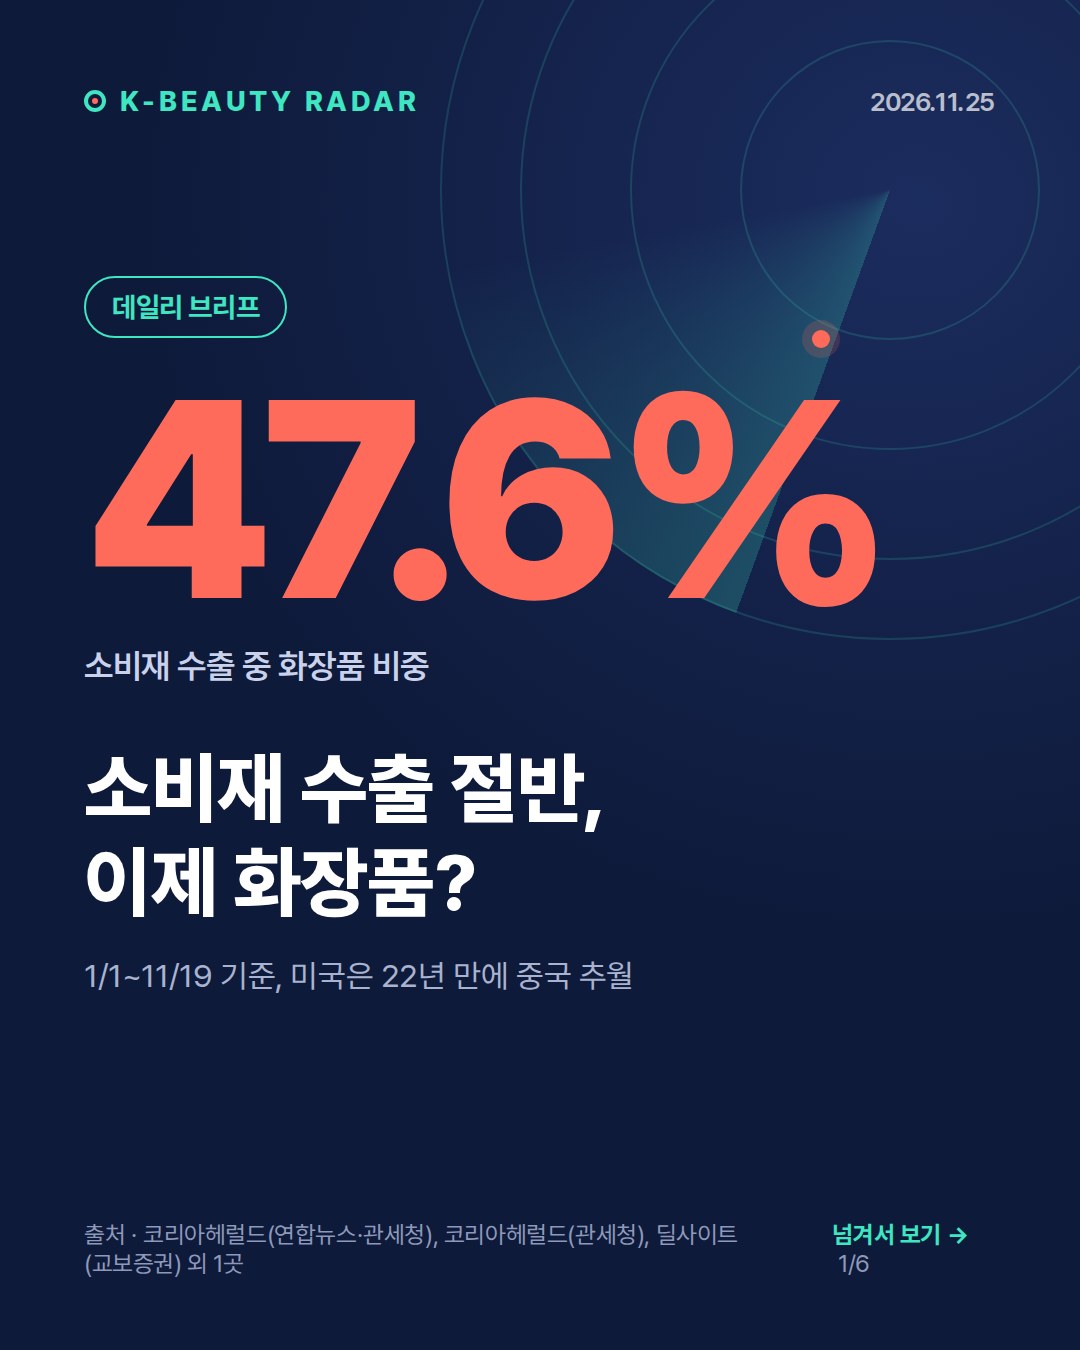 K-BEAUTY RADAR
2026.11.25
데일리 브리프
47.6%
소비재 수출 중 화장품 비중
소비재 수출 절반,
이제 화장품?
1/1~11/19 기준, 미국은 22년 만에 중국 추월
출처 · 코리아헤럴드(연합뉴스·관세청), 코리아헤럴드(관세청), 딜사이트
(교보증권) 외 1곳
넘겨서 보기 →
1/6